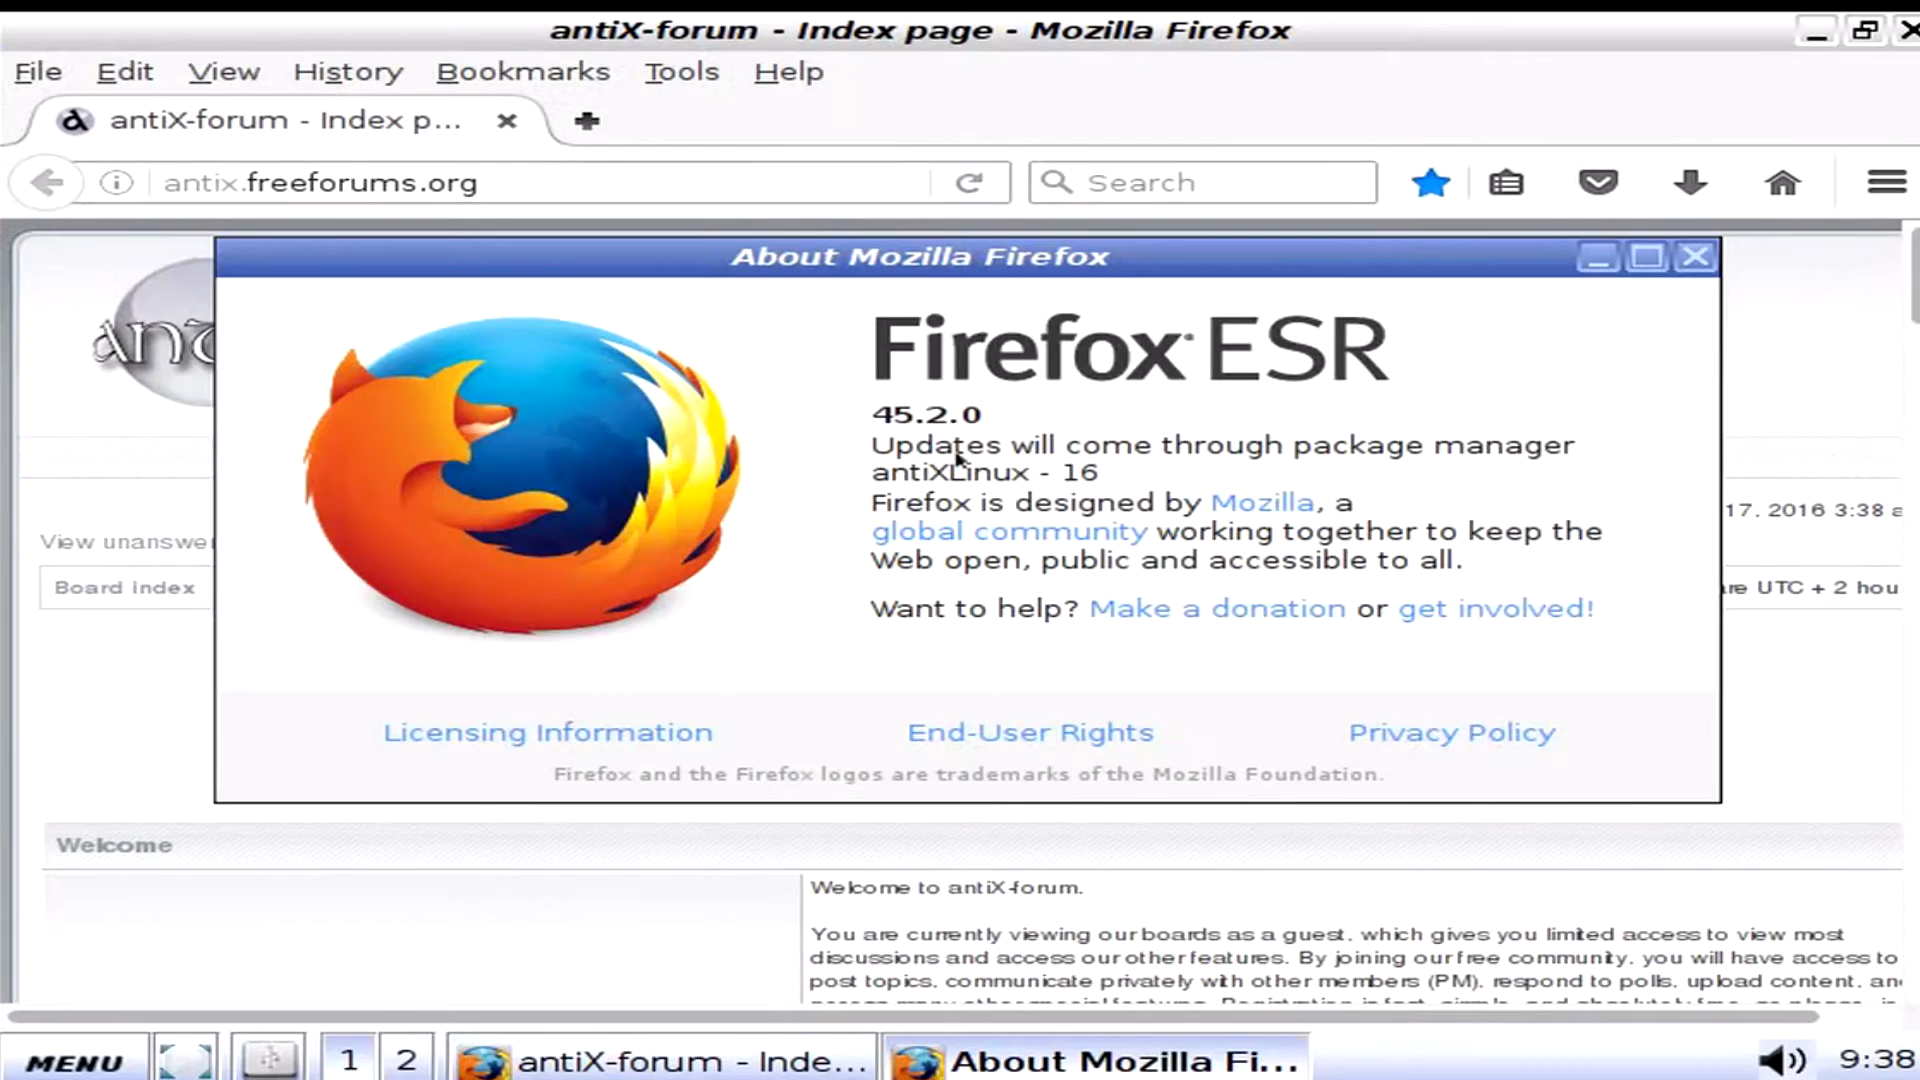 antiX-forum - Index page - Mozilla Firefox
File Edit View History Bookmarks Tools Help
antiX-forum - Index p...
antix.freeforums.org
Search
About Mozilla Firefox
Firefox ESR
45.2.0
Updates will come through package manager
antiXLinux - 16
Firefox is designed by Mozilla, a
global community working together to keep the
Web open, public and accessible to all.
Want to help? Make a donation or get involved!
Licensing Information End-User Rights Privacy Policy
Firefox and the Firefox logos are trademarks of the Mozilla Foundation.
17, 2016 3:38 a
View unanswe
Board index
are UTC + 2 hou
Welcome
Welcome to antiX-forum.
You are currently viewing our boards as a guest, which gives you limited access to view most
discussions and access our other features. By joining our free community, you will have access to
post topics, communicate privately with other members (PM), respond to polls, upload content, an
MENU 1 2 antiX-forum - Inde... About Mozilla Fi... 9:38